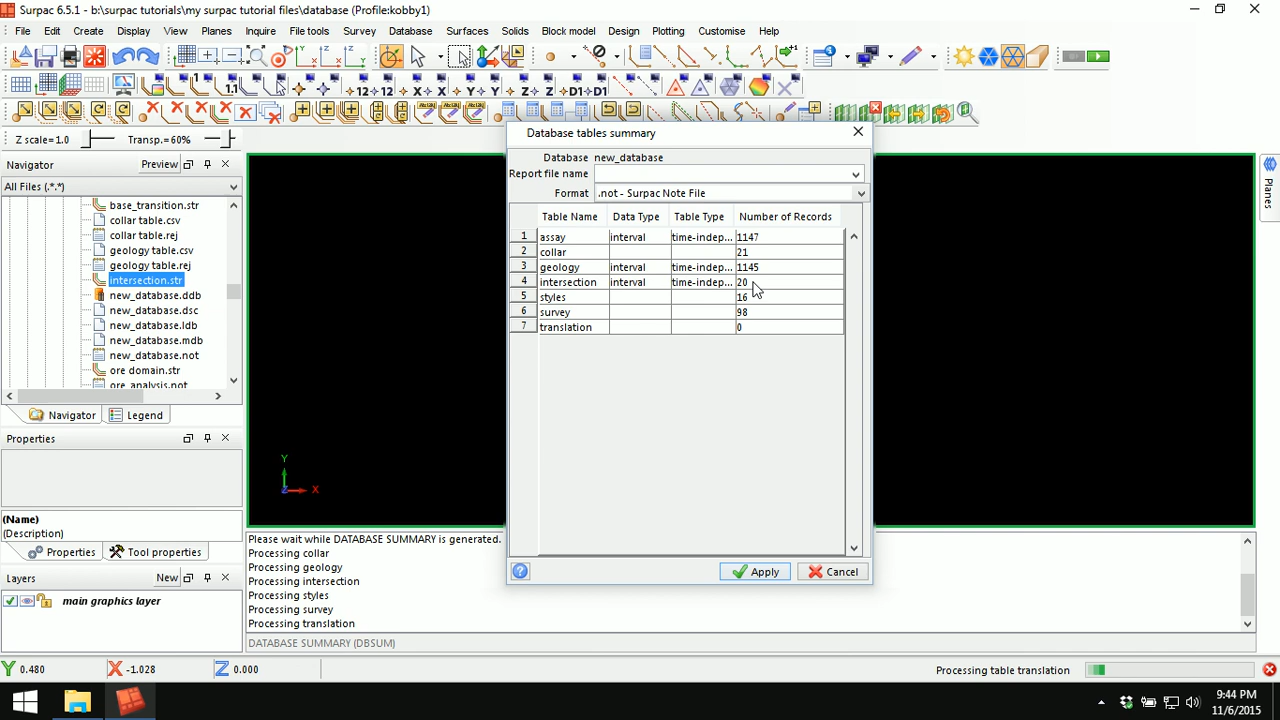 Surpac 6.5.1 - b:\surpac tutorials\my surpac tutorial files\database (Profile:kobby1)
File Edit Create Display View Planes Inquire File tools Survey Database Surfaces Solids Block model Design Plotting Customise Help
Z scale=1.0 Transp.=60%
Navigator Preview
All Files (*.*)
base_transition.str
collar table.csv
collar table.rej
geology table.csv
geology table.rej
intersection.str
new_database.ddb
new_database.dsc
new_database.ldb
new_database.mdb
new_database.not
ore domain.str
ore_analysis.not
Navigator Legend
Properties
(Name)
(Description)
Properties Tool properties
Layers New
main graphics layer
Y
Z X
Database tables summary
Database new_database
Report file name
Format .not - Surpac Note File
Table Name Data Type Table Type Number of Records
1 assay interval time-indep... 1147
2 collar 21
3 geology interval time-indep... 1145
4 intersection interval time-indep... 20
5 styles 16
6 survey 98
7 translation 0
Apply Cancel
Planes
Please wait while DATABASE SUMMARY is generated.
Processing collar
Processing geology
Processing intersection
Processing styles
Processing survey
Processing translation
DATABASE SUMMARY (DBSUM)
Y 0.480 X -1.028 Z 0.000 Processing table translation
9:44 PM
11/6/2015